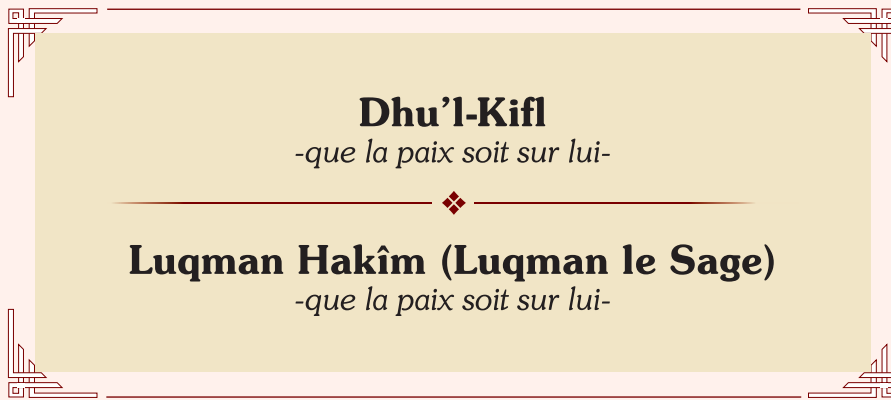 Dhu’l-Kifl
-que la paix soit sur lui-
Luqman Hakîm (Luqman le Sage)
-que la paix soit sur lui-